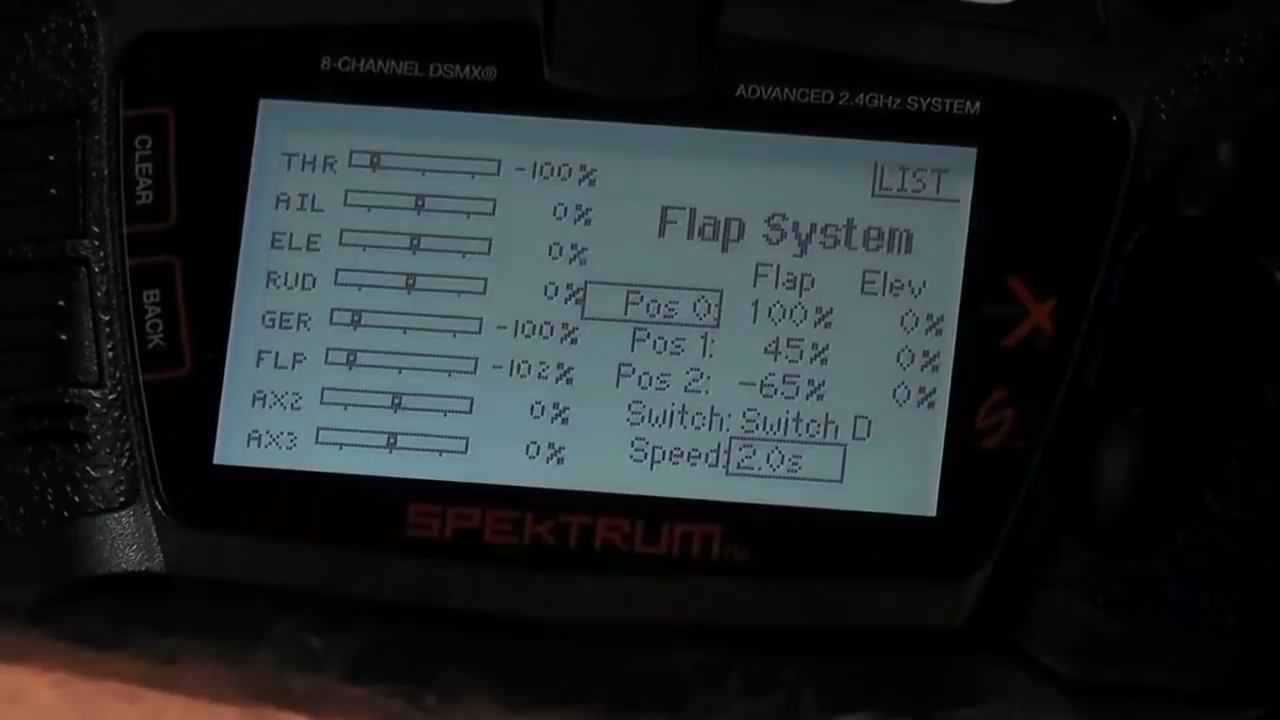 8-CHANNEL DSMX®
ADVANCED 2.4GHz SYSTEM
CLEAR
BACK
THR -100%
AIL 0%
ELE 0%
RUD 0%
GER -100%
FLP -102%
AX2 0%
AX3 0%
LIST
Flap System
Flap Elev
Pos 0: 100% 0%
Pos 1: 45% 0%
Pos 2: -65% 0%
Switch: Switch D
Speed: 2.0s
SPEKTRUM™